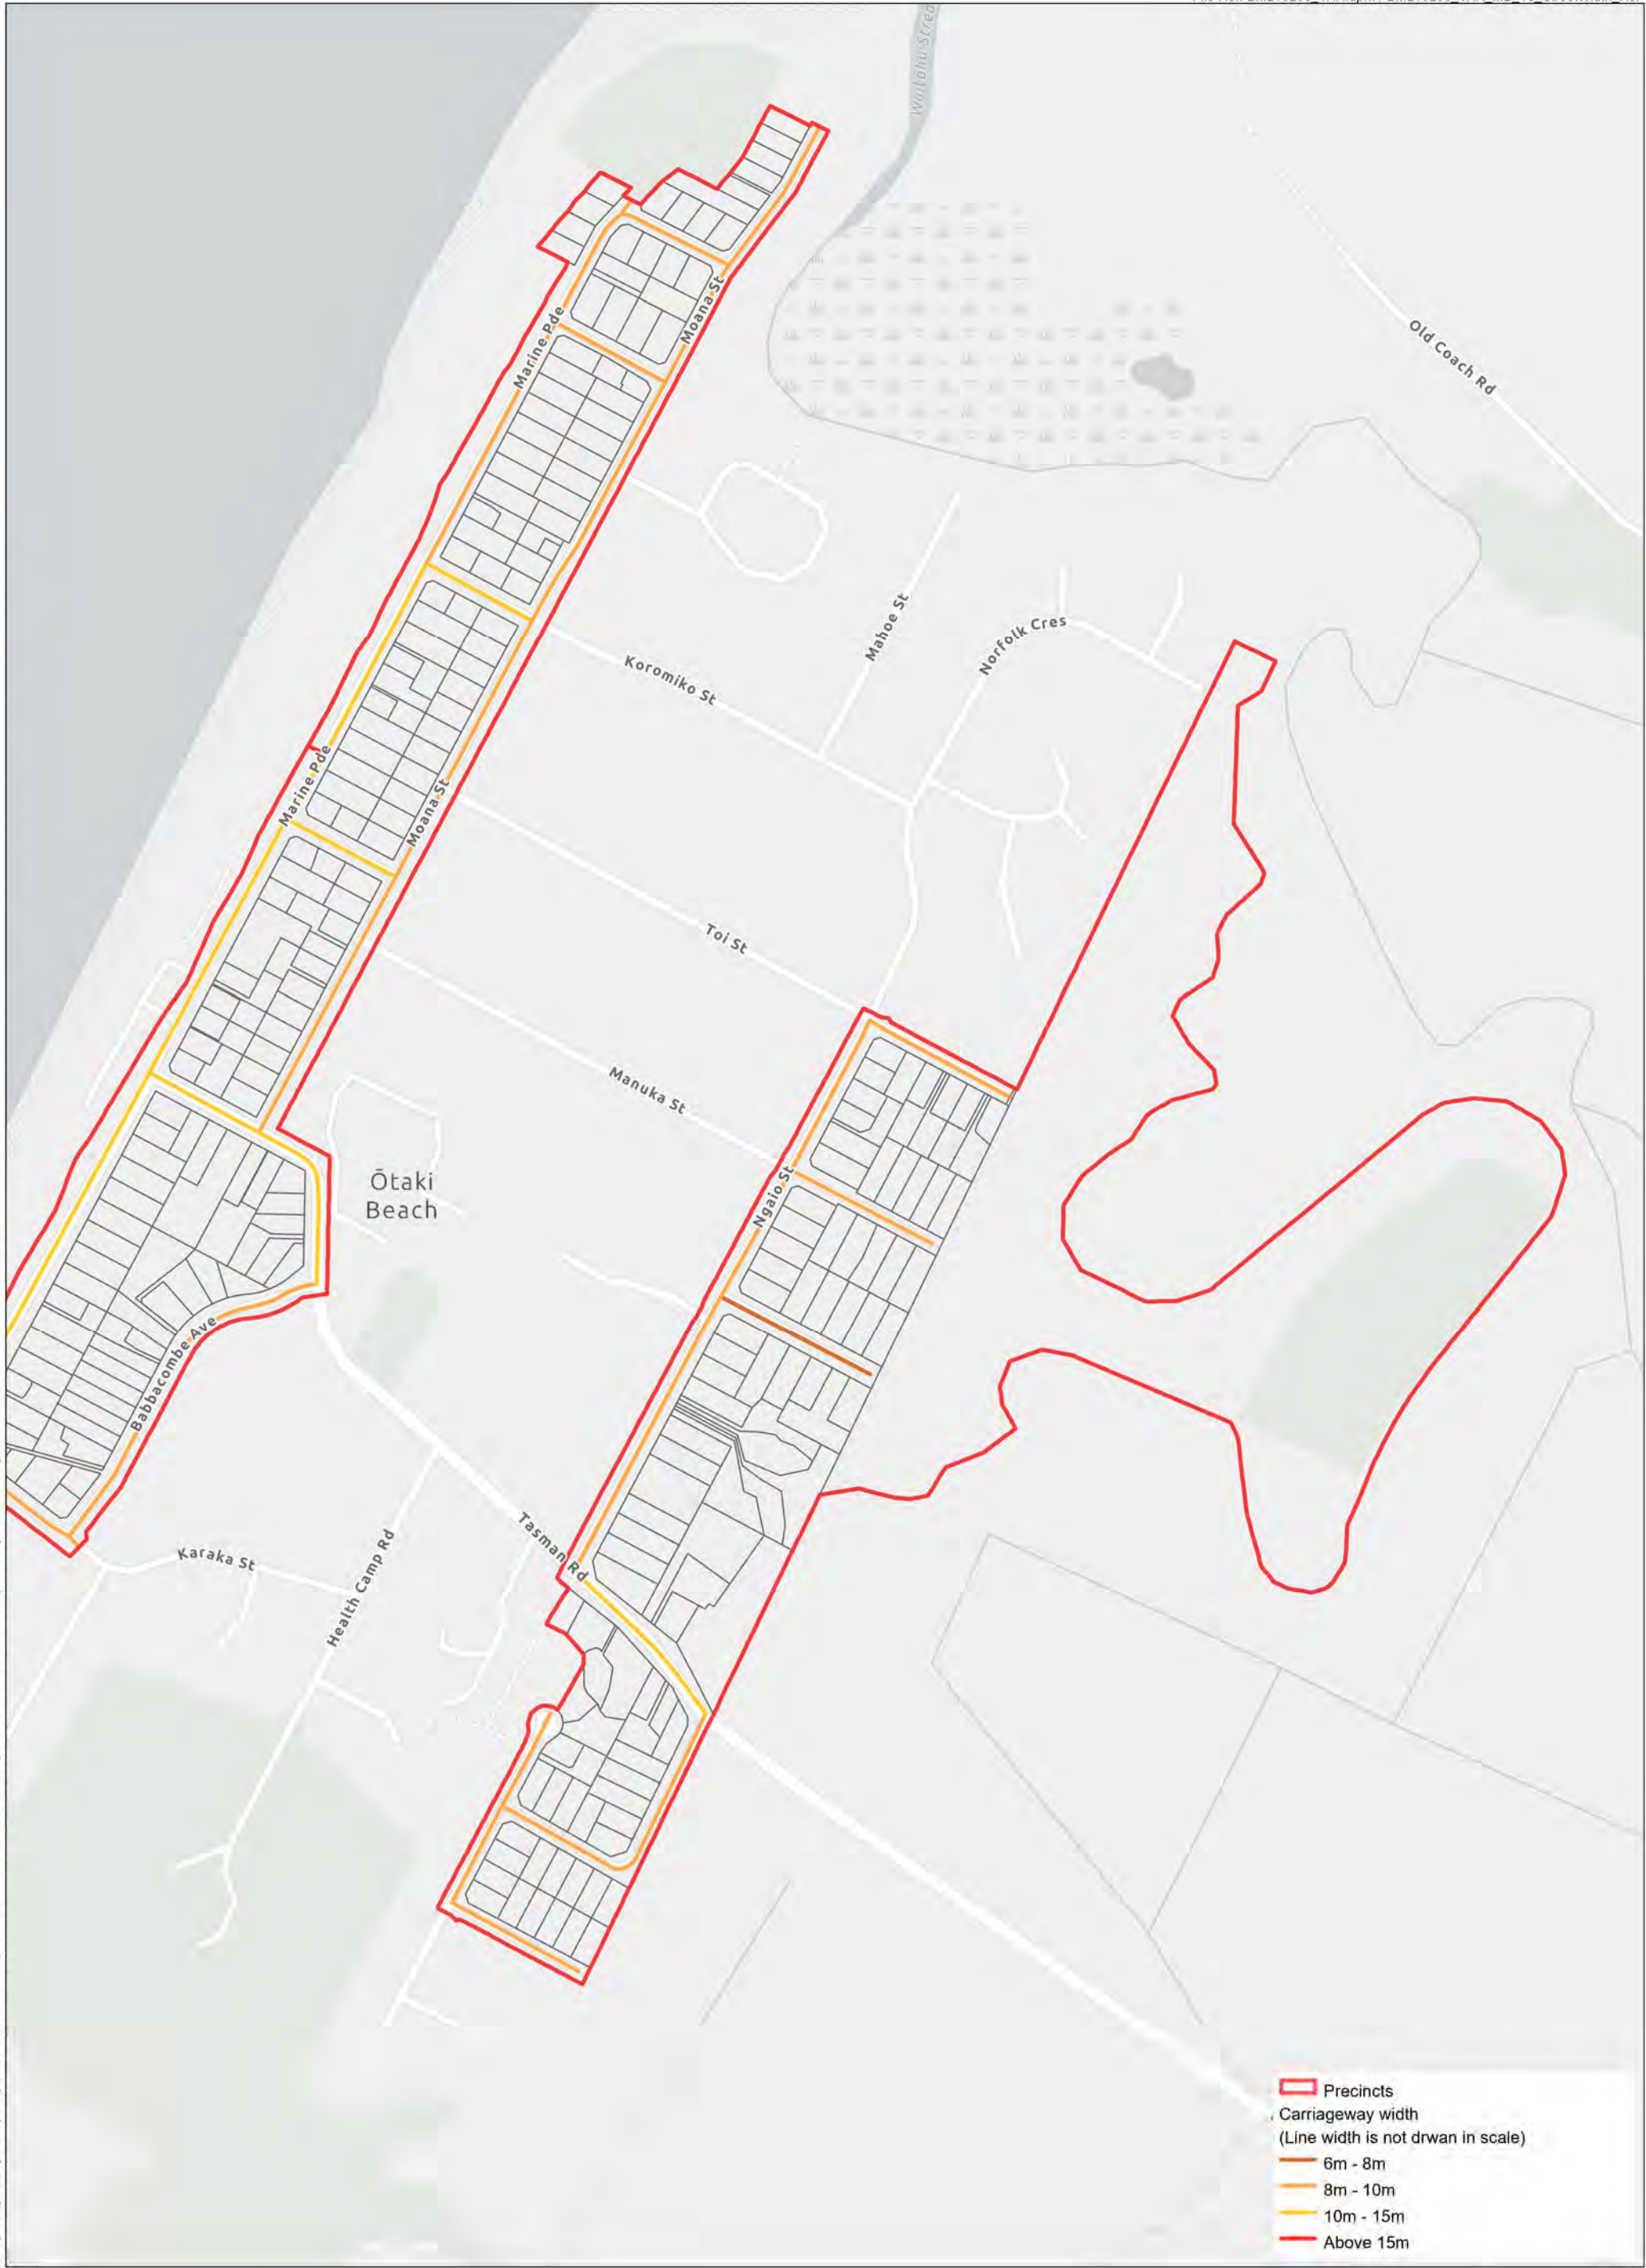 Waitohu Stream
Old Coach Rd
Marine Pde
Moana St
Mahoe St
Norfolk Cres
Koromiko St
Marine Pde
Moana St
Toi St
Manuka St
Ōtaki
Beach
Ngaio St
Babbacombe Ave
Tasman Rd
Karaka St
Health Camp Rd
Precincts
Carriageway width
(Line width is not drwan in scale)
6m - 8m
8m - 10m
10m - 15m
Above 15m